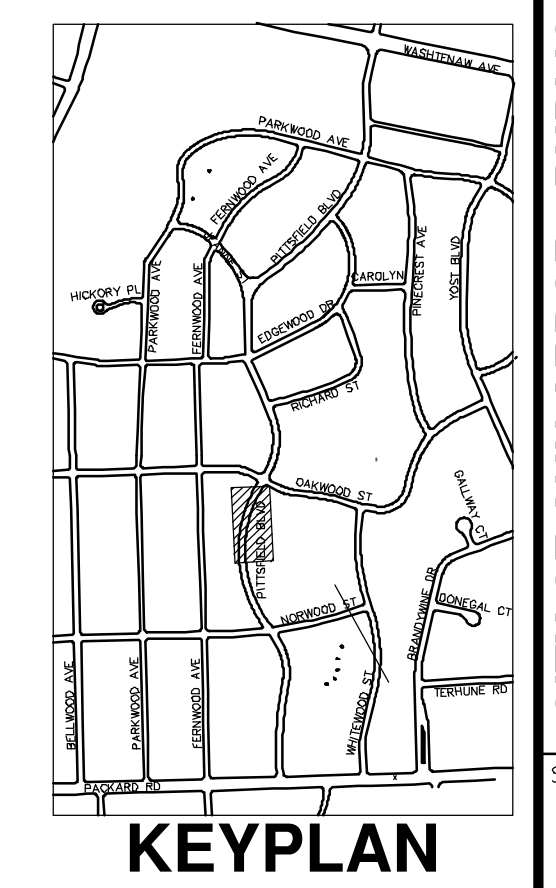 WASHTENAW AVE
PARKWOOD AVE
FERNWOOD AVE
PITTSFIELD BLVD
CAROLYN
PINECREST AVE
YOST BLVD
HICKORY PL
PARKWOOD AVE
FERNWOOD AVE
EDGEWOOD DR
RICHARD ST
OAKWOOD ST
GALLWAY CT
PITTSFIELD BLVD
NORWOOD ST
BRANDYWINE DR
DONEGAL CT
BELLWOOD AVE
PARKWOOD AVE
FERNWOOD AVE
WHITEWOOD ST
TERHUNE RD
PACKARD RD
x
KEYPLAN